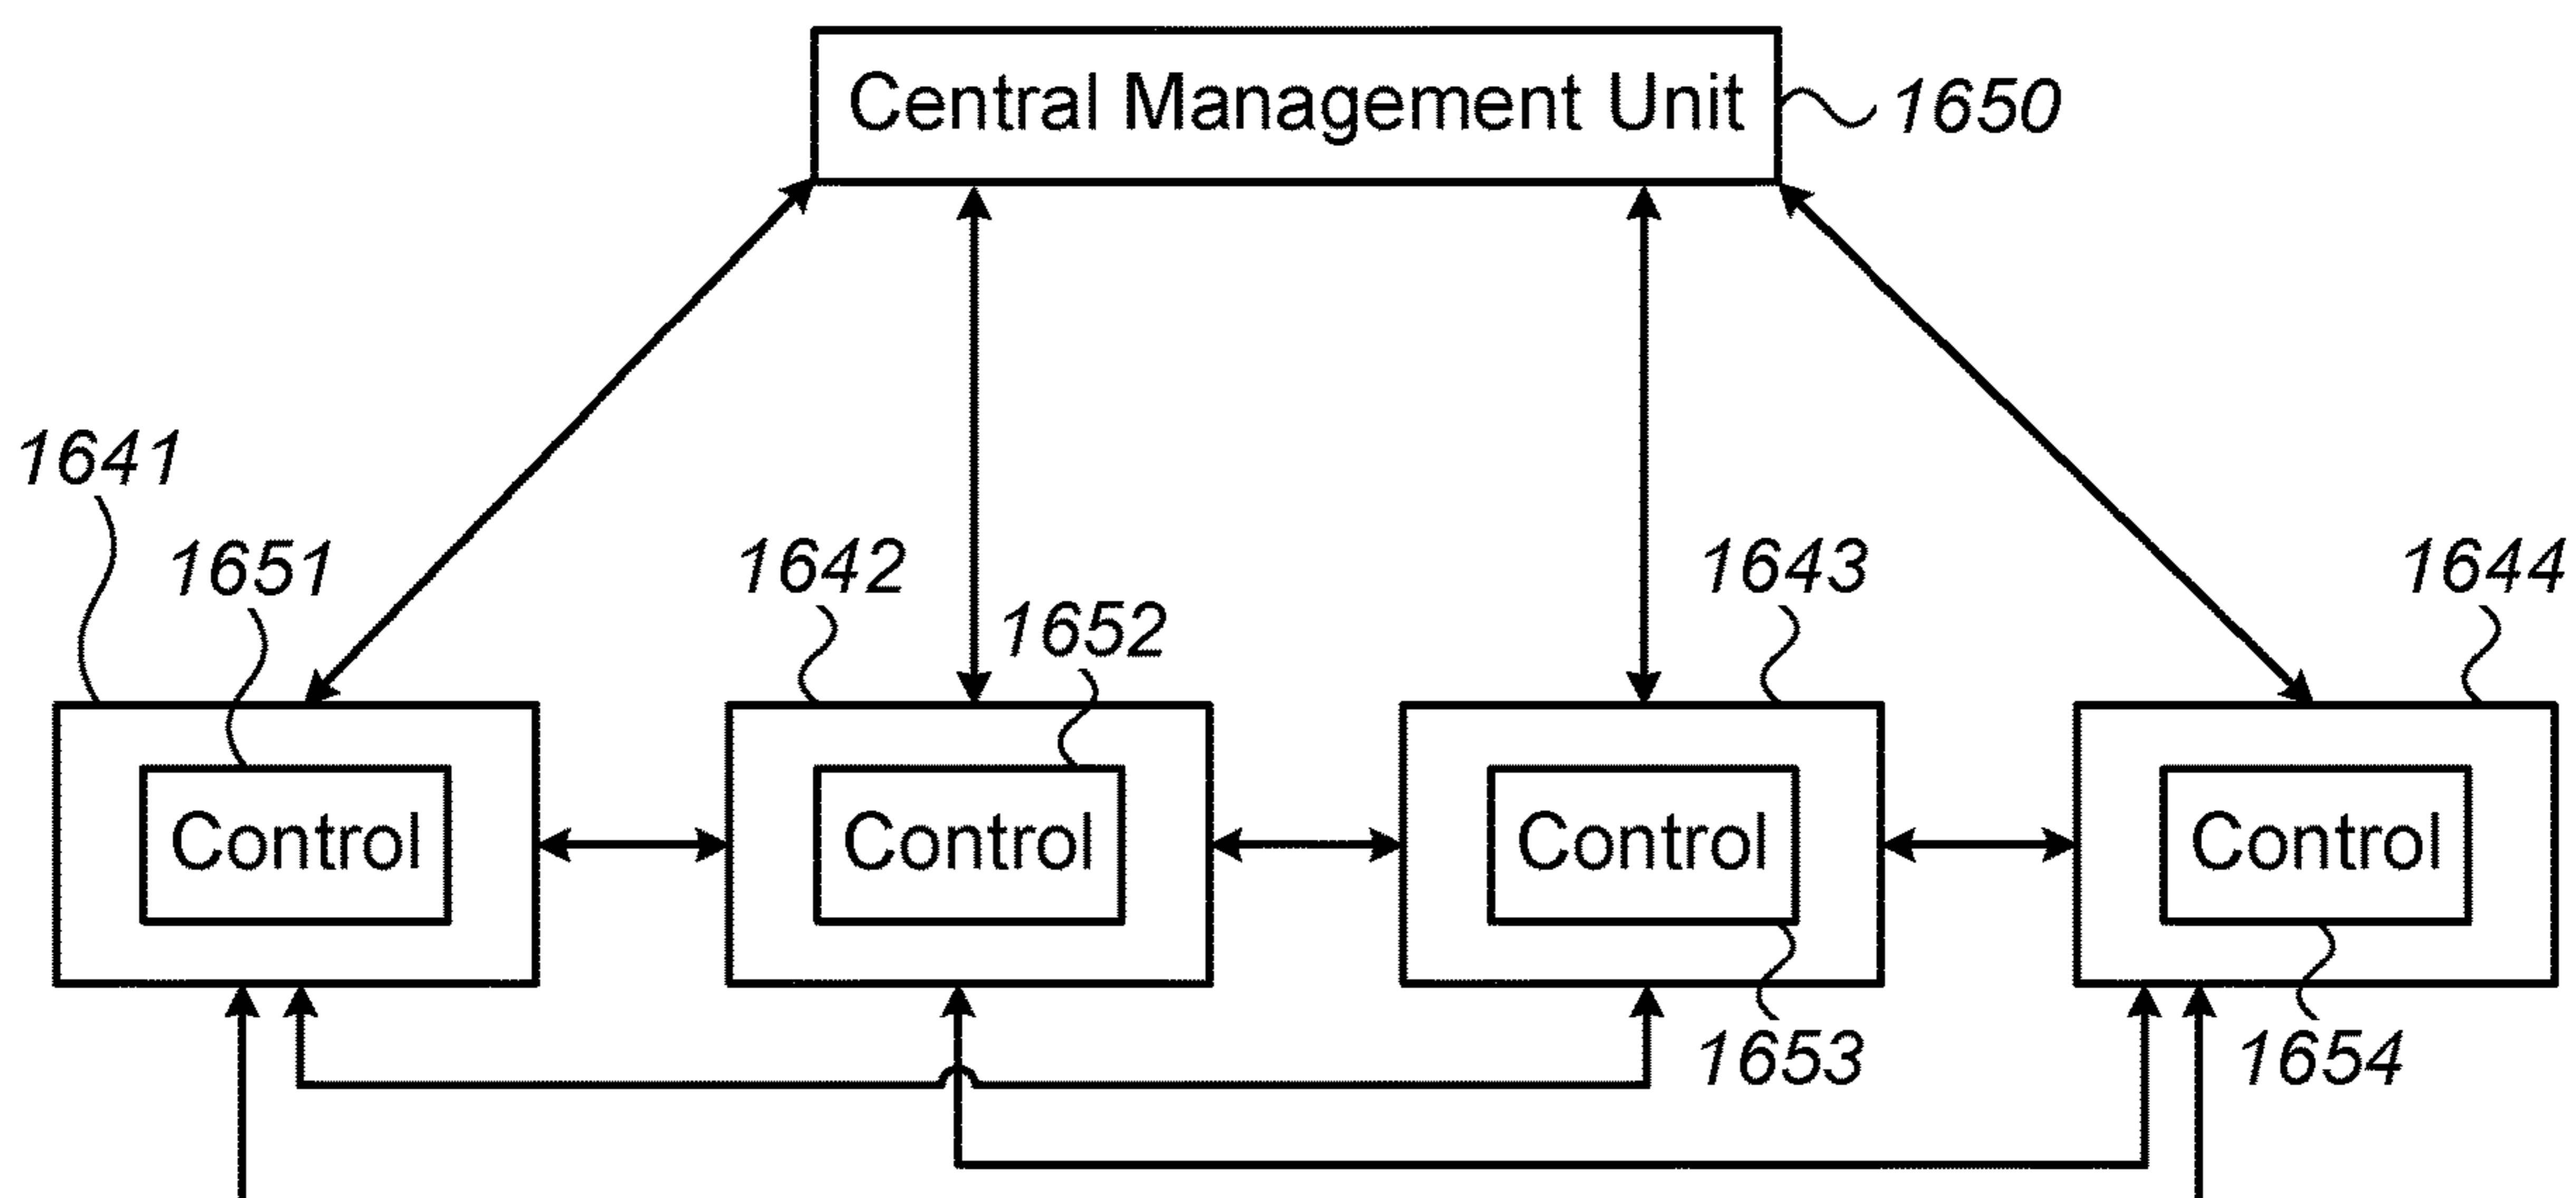 Central Management Unit 1650
1641
1651
1642
1652
1643
1644
Control
Control
Control
Control
1653
1654